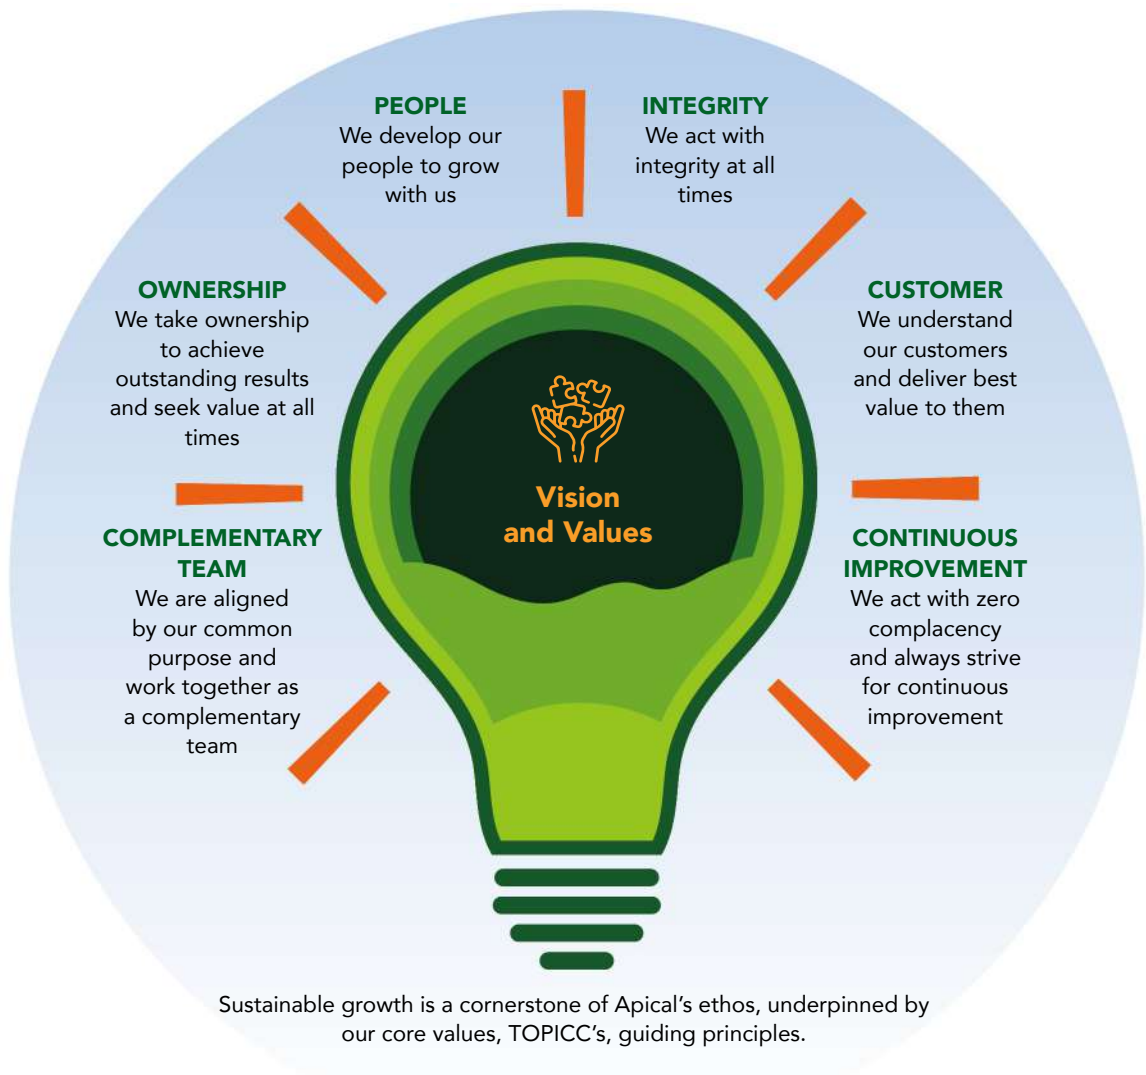 PEOPLE
We develop our
people to grow
with us
INTEGRITY
We act with
integrity at all
times
OWNERSHIP
We take ownership
to achieve
outstanding results
and seek value at all
times
CUSTOMER
We understand
our customers
and deliver best
value to them
Vision
and Values
COMPLEMENTARY
TEAM
We are aligned
by our common
purpose and
work together as
a complementary
team
CONTINUOUS
IMPROVEMENT
We act with zero
complacency
and always strive
for continuous
improvement
Sustainable growth is a cornerstone of Apical’s ethos, underpinned by
our core values, TOPICC’s, guiding principles.